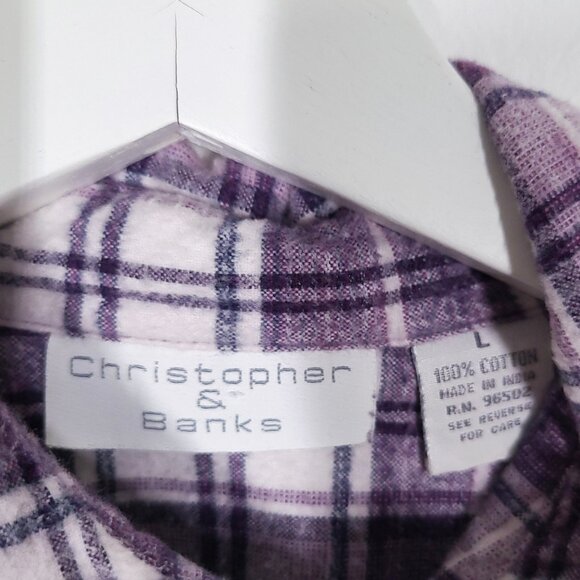 Christopher
&
Banks
L
100% COTTON
MADE IN INDIA
R.N. 96502
SEE REVERSE
FOR CARE